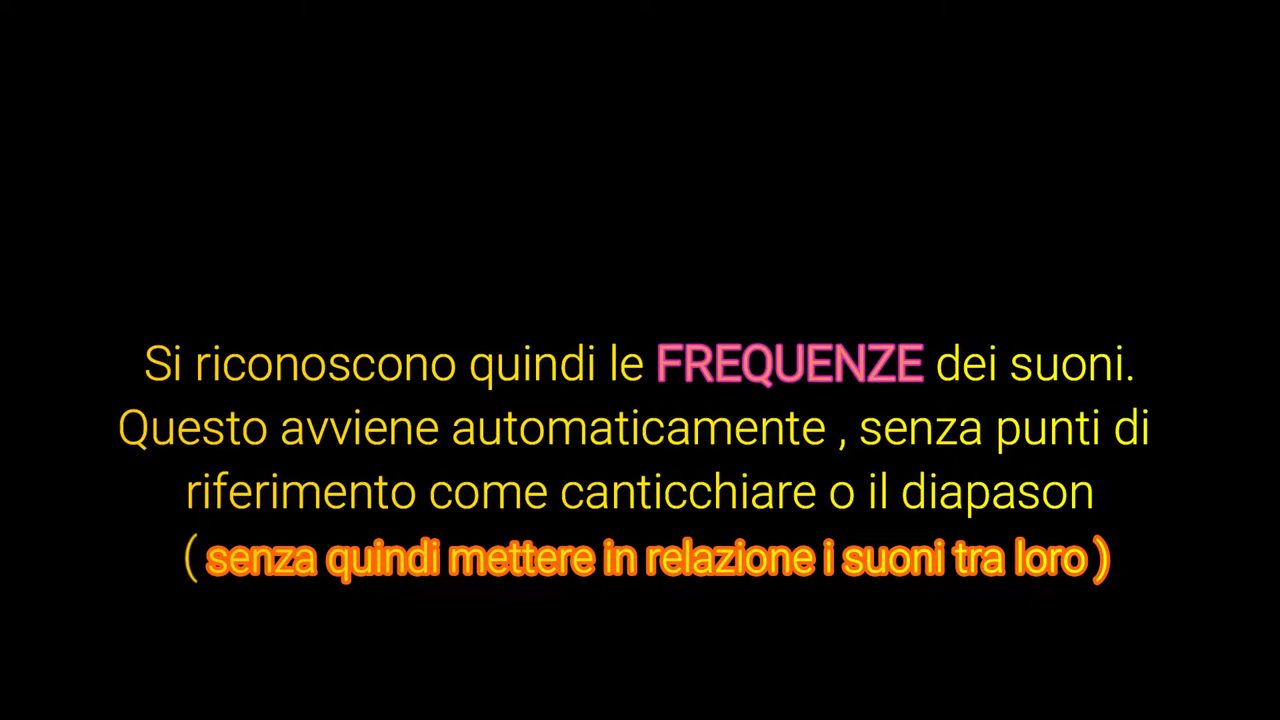 Si riconoscono quindi le FREQUENZE dei suoni.
Questo avviene automaticamente , senza punti di
riferimento come canticchiare o il diapason
( senza quindi mettere in relazione i suoni tra loro )